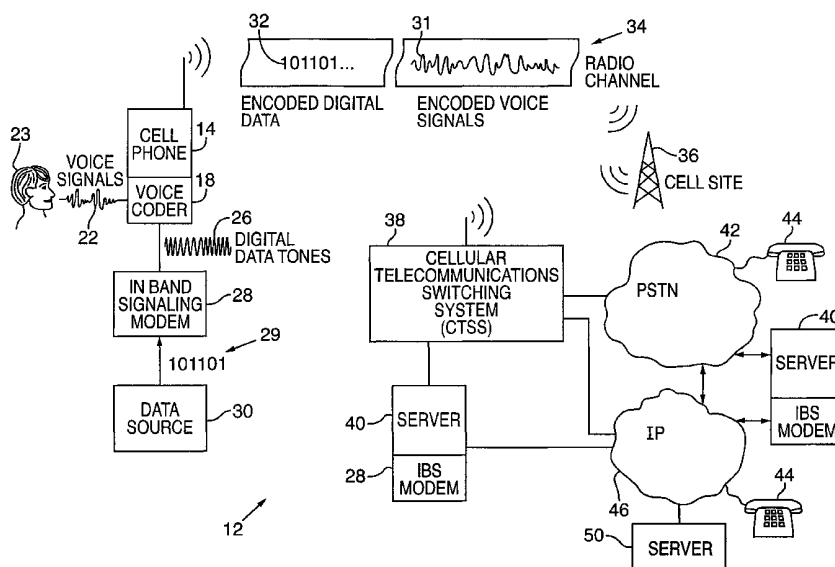 32
101101...
31
34
RADIO
CHANNEL
ENCODED DIGITAL
DATA
ENCODED VOICE
SIGNALS
23
VOICE
SIGNALS
22
CELL
PHONE
14
VOICE
CODER
18
26
DIGITAL
DATA TONES
IN BAND
SIGNALING
MODEM
28
101101
29
DATA
SOURCE
30
12
36
CELL SITE
38
CELLULAR
TELECOMMUNICATIONS
SWITCHING
SYSTEM
(CTSS)
42
PSTN
44
40
SERVER
IBS
MODEM
40
SERVER
28
IBS
MODEM
IP
46
44
50
SERVER